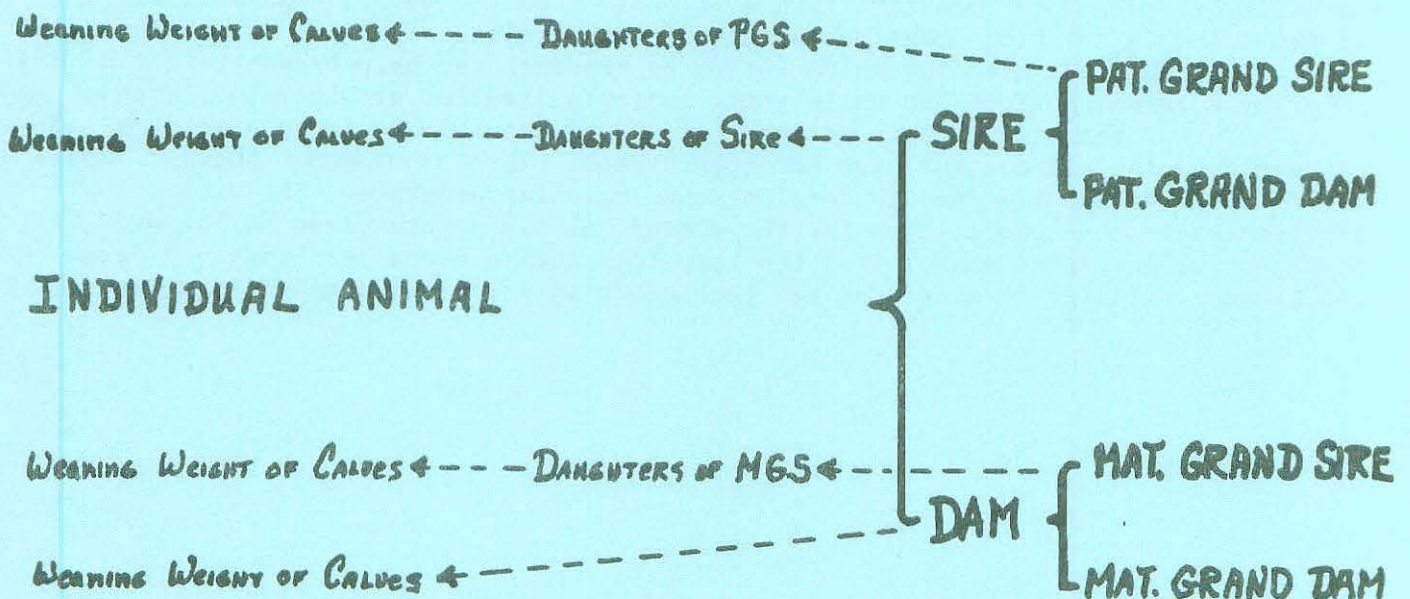 Weaning Weight of Calves Daughters of PGS
PAT. GRAND SIRE
Weaning Weight of Calves Daughters of Sire SIRE
PAT. GRAND DAM
INDIVIDUAL ANIMAL
Weaning Weight of Calves Daughters of MGS MAT. GRAND SIRE
DAM
Weaning Weight of Calves
MAT. GRAND DAM